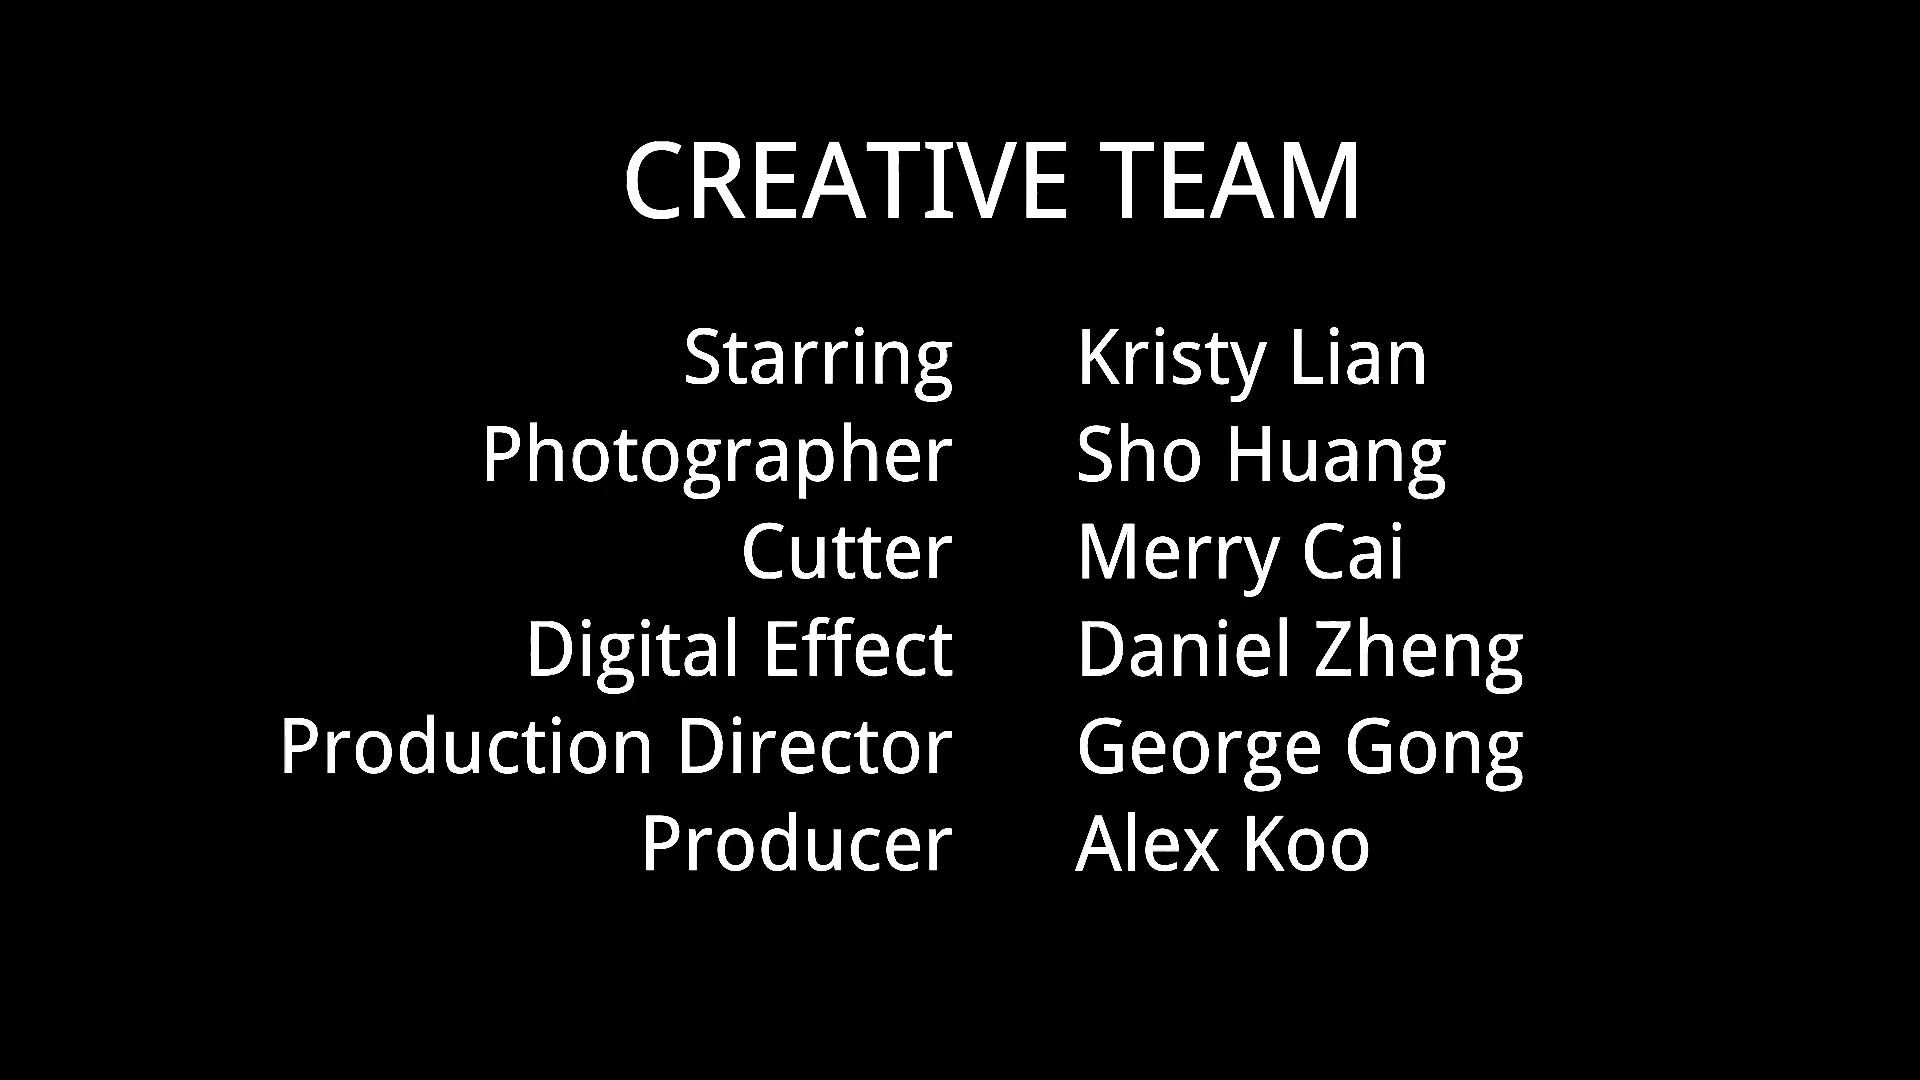 CREATIVE TEAM
Starring Kristy Lian
Photographer Sho Huang
Cutter Merry Cai
Digital Effect Daniel Zheng
Production Director George Gong
Producer Alex Koo